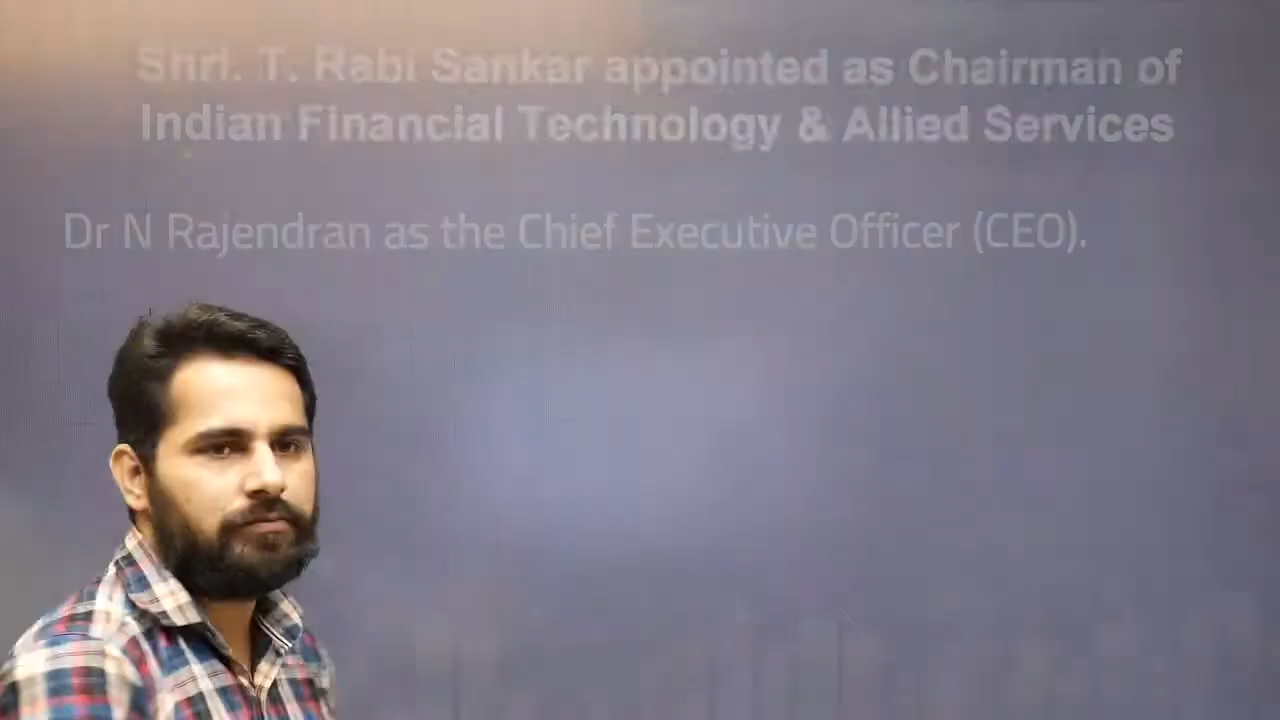 Shri. T. Rabi Sankar appointed as Chairman of
Indian Financial Technology & Allied Services
Dr N Rajendran as the Chief Executive Officer (CEO).